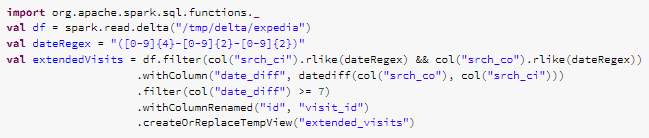 import org.apache.spark.sql.functions._
val df = spark.read.delta("/tmp/delta/expedia")
val dateRegex = "([0-9]{4}-[0-9]{2}-[0-9]{2})"
val extendedVisits = df.filter(col("srch_ci").rlike(dateRegex) && col("srch_co").rlike(dateRegex))
.withColumn("date_diff", datediff(col("srch_co"), col("srch_ci")))
.filter(col("date_diff") >= 7)
.withColumnRenamed("id", "visit_id")
.createOrReplaceTempView("extended_visits")